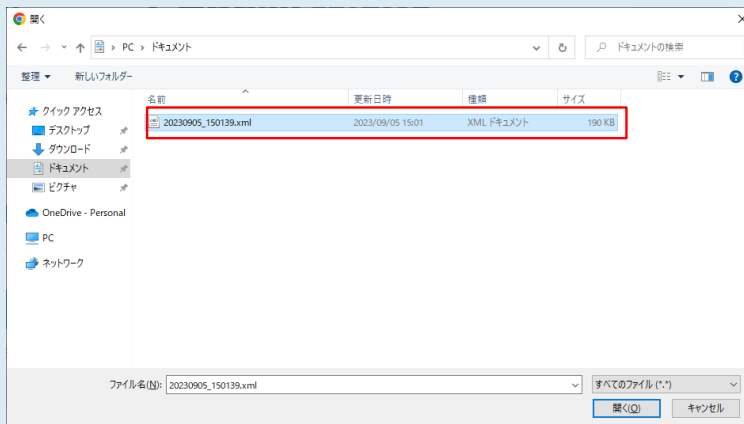 開く
PC › ドキュメント
ドキュメントの検索
整理
新しいフォルダー
名前 更新日時 種類 サイズ
クイック アクセス
20230905_150139.xml 2023/09/05 15:01 XML ドキュメント 190 KB
デスクトップ
ダウンロード
ドキュメント
ピクチャ
OneDrive - Personal
PC
ネットワーク
ファイル名(N): 20230905_150139.xml
すべてのファイル (*.*)
開く(O) キャンセル